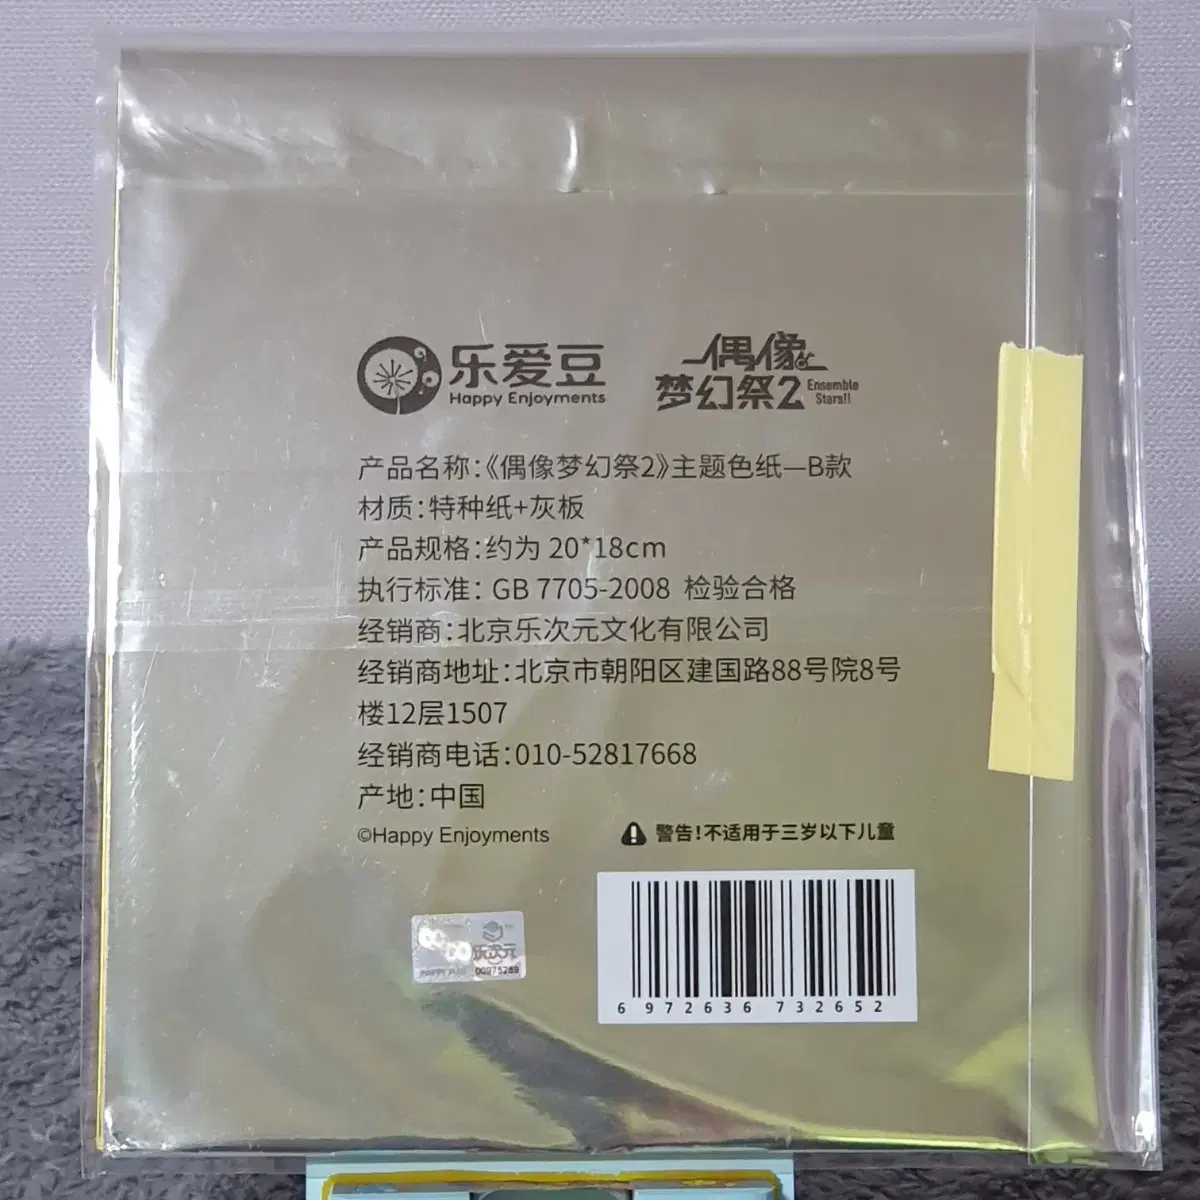 乐爱豆
Happy Enjoyments
偶像
梦幻祭2
Ensemble
Stars!!
产品名称:《偶像梦幻祭2》主题色纸—B款
材质:特种纸+灰板
产品规格:约为 20*18cm
执行标准: GB 7705-2008 检验合格
经销商:北京乐次元文化有限公司
经销商地址:北京市朝阳区建国路88号院8号
楼12层1507
经销商电话:010-52817668
产地:中国
©Happy Enjoyments
警告!不适用于三岁以下儿童
乐次元
00975289
6 972636 732652